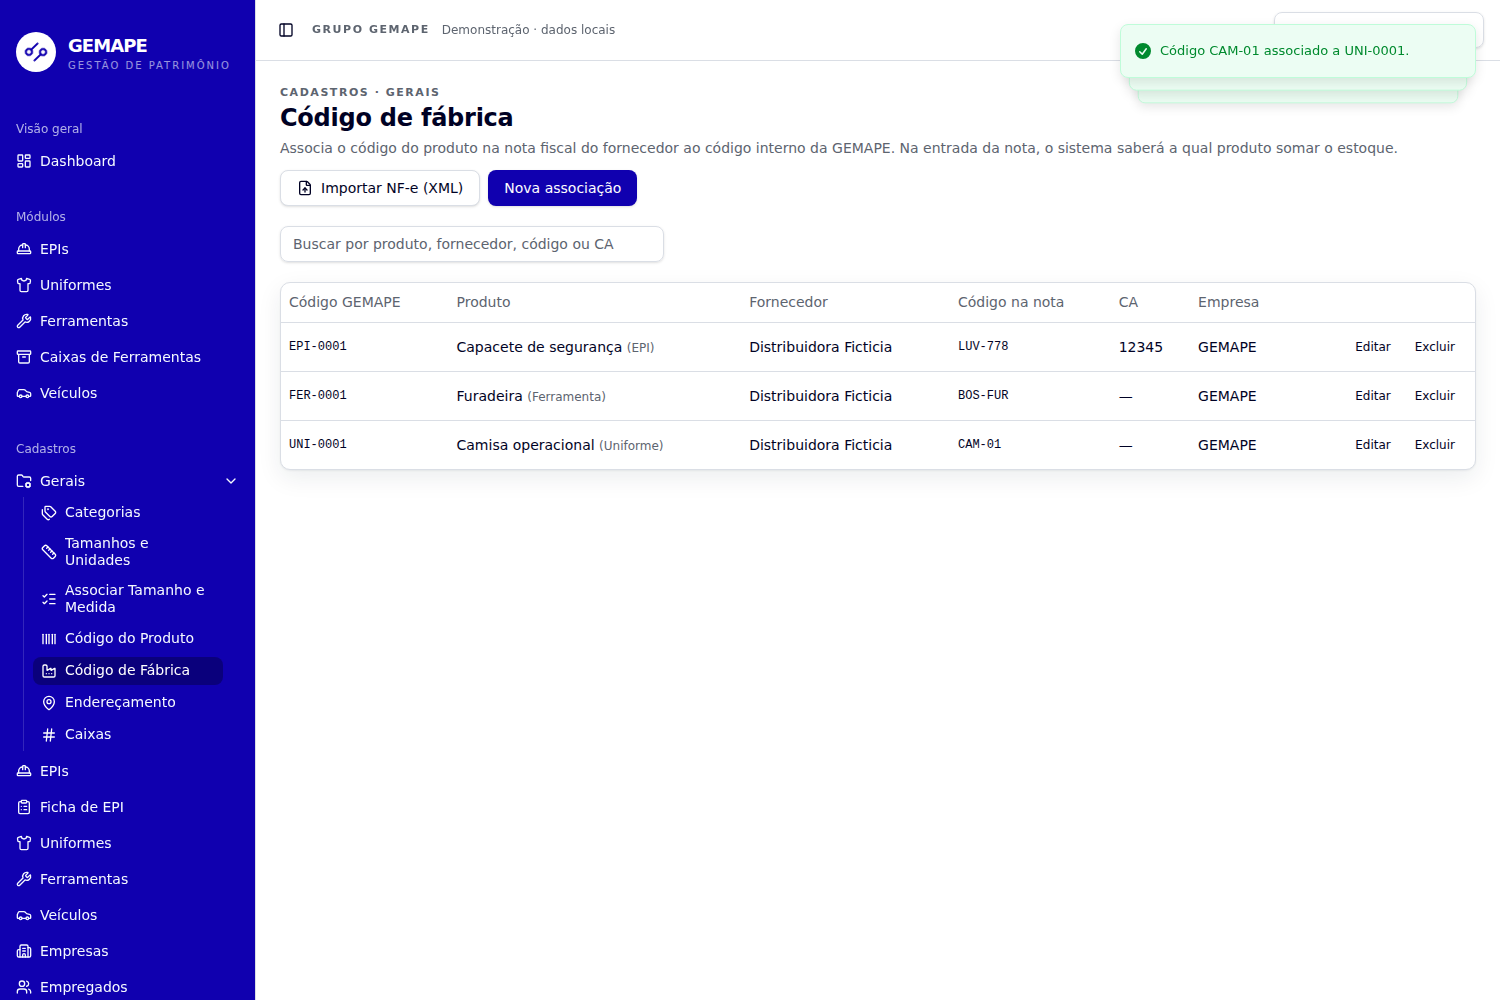 GEMAPE
GESTÃO DE PATRIMÔNIO
Visão geral
Dashboard
Módulos
EPIs
Uniformes
Ferramentas
Caixas de Ferramentas
Veículos
Cadastros
Gerais
Categorias
Tamanhos e
Unidades
Associar Tamanho e
Medida
Código do Produto
Código de Fábrica
Endereçamento
Caixas
EPIs
Ficha de EPI
Uniformes
Ferramentas
Veículos
Empresas
Empregados
GRUPO GEMAPE Demonstração · dados locais
Código CAM-01 associado a UNI-0001.
CADASTROS · GERAIS
Código de fábrica
Associa o código do produto na nota fiscal do fornecedor ao código interno da GEMAPE. Na entrada da nota, o sistema saberá a qual produto somar o estoque.
Importar NF-e (XML) Nova associação
Buscar por produto, fornecedor, código ou CA
Código GEMAPE Produto Fornecedor Código na nota CA Empresa
EPI-0001 Capacete de segurança (EPI) Distribuidora Ficticia LUV-778 12345 GEMAPE Editar Excluir
FER-0001 Furadeira (Ferramenta) Distribuidora Ficticia BOS-FUR — GEMAPE Editar Excluir
UNI-0001 Camisa operacional (Uniforme) Distribuidora Ficticia CAM-01 — GEMAPE Editar Excluir